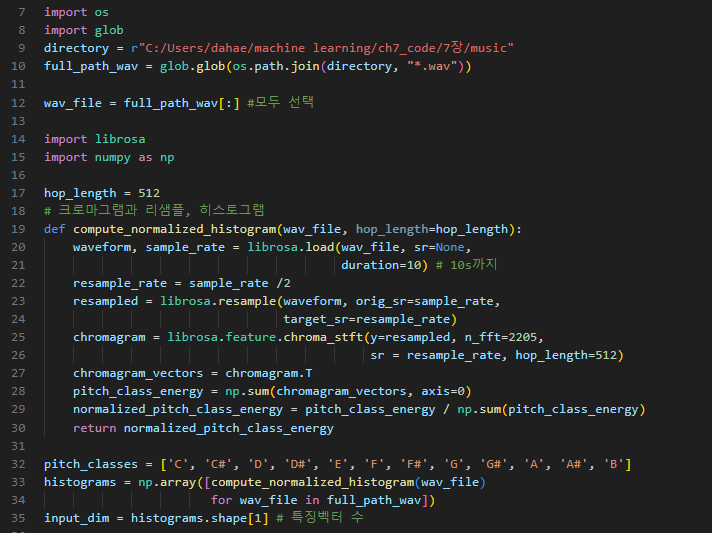 7 import os
8 import glob
9 directory = r"C:/Users/dahae/machine learning/ch7_code/7장/music"
10 full_path_wav = glob.glob(os.path.join(directory, "*.wav"))
11
12 wav_file = full_path_wav[:] #모두 선택
13
14 import librosa
15 import numpy as np
16
17 hop_length = 512
18 # 크로마그램과 리샘플, 히스토그램
19 def compute_normalized_histogram(wav_file, hop_length=hop_length):
20     waveform, sample_rate = librosa.load(wav_file, sr=None,
21                                         duration=10) # 10s까지
22     resample_rate = sample_rate /2
23     resampled = librosa.resample(waveform, orig_sr=sample_rate,
24                                 target_sr=resample_rate)
25     chromagram = librosa.feature.chroma_stft(y=resampled, n_fft=2205,
26                                             sr = resample_rate, hop_length=512)
27     chromagram_vectors = chromagram.T
28     pitch_class_energy = np.sum(chromagram_vectors, axis=0)
29     normalized_pitch_class_energy = pitch_class_energy / np.sum(pitch_class_energy)
30     return normalized_pitch_class_energy
31
32 pitch_classes = ['C', 'C#', 'D', 'D#', 'E', 'F', 'F#', 'G', 'G#', 'A', 'A#', 'B']
33 histograms = np.array([compute_normalized_histogram(wav_file)
34                       for wav_file in full_path_wav])
35 input_dim = histograms.shape[1] # 특징벡터 수